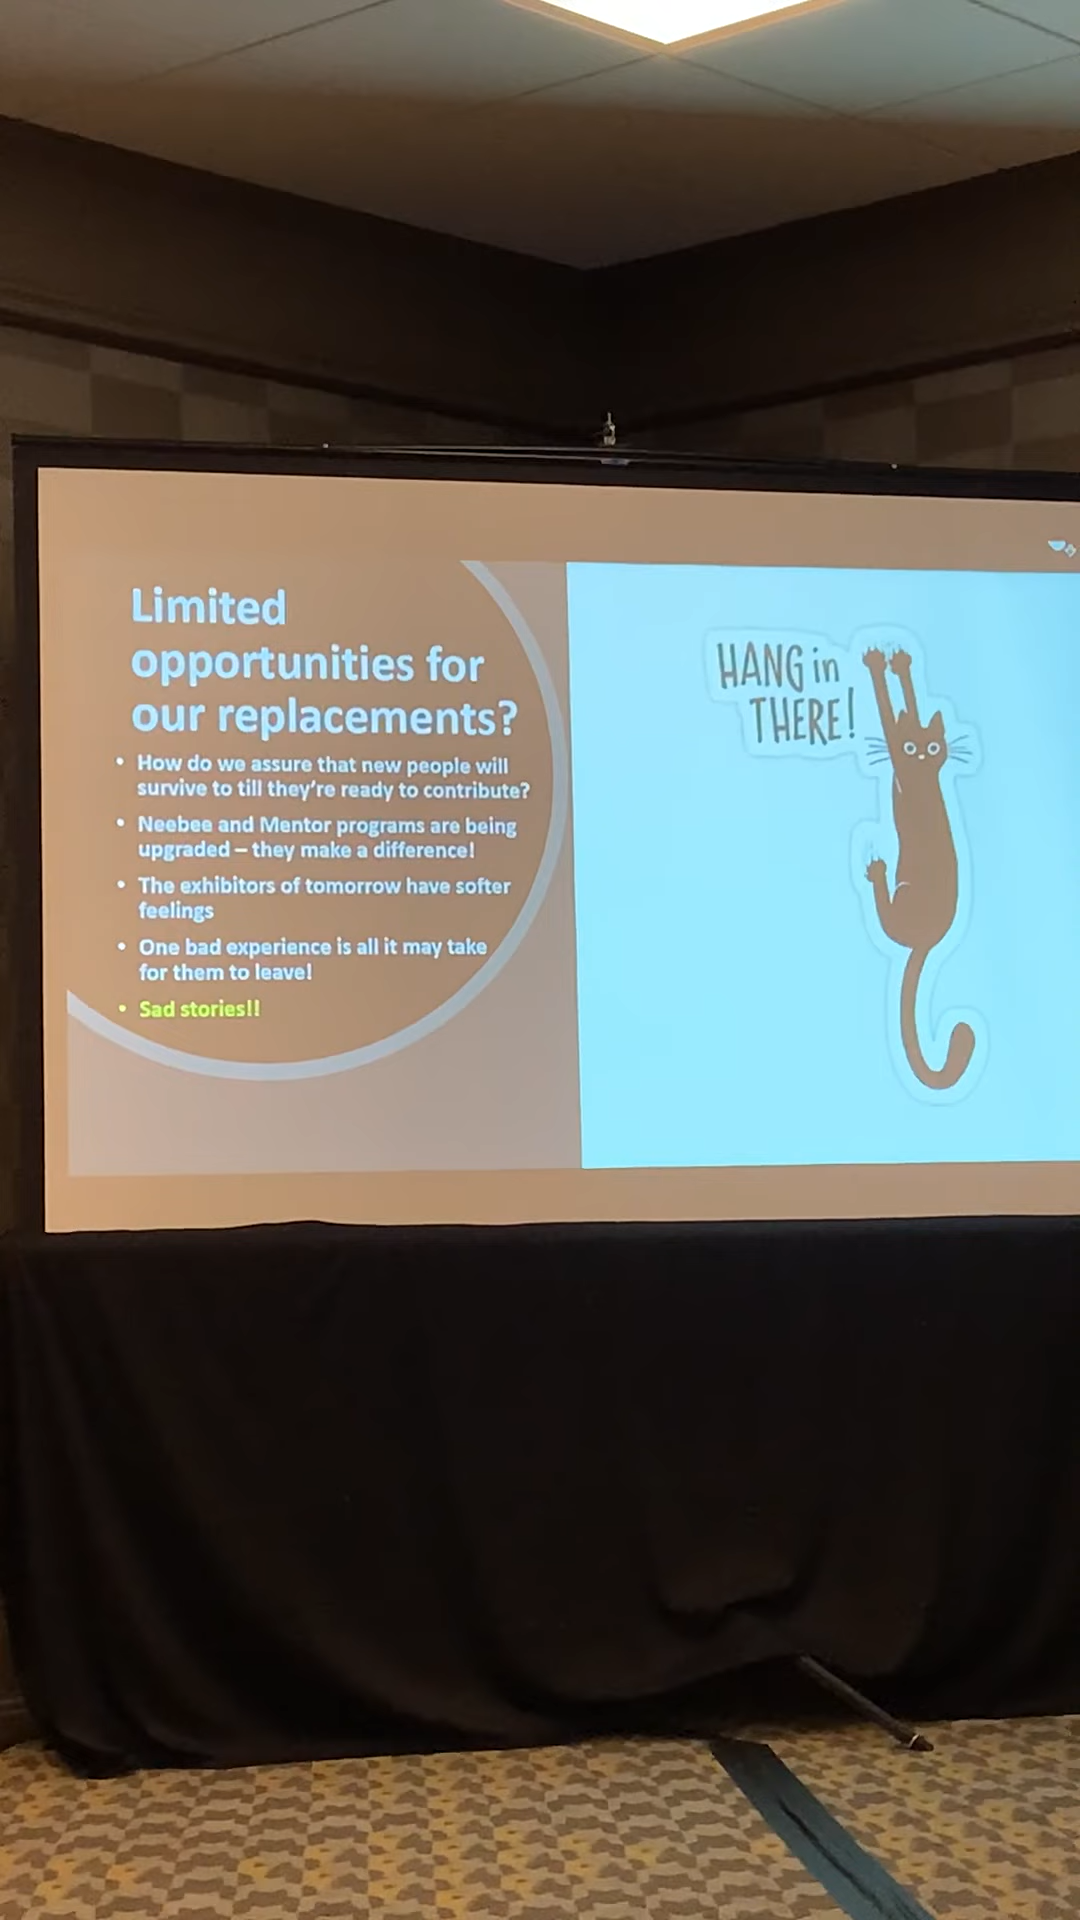 Limited
opportunities for
our replacements?
• How do we assure that new people will
survive to till they're ready to contribute?
• Neebee and Mentor programs are being
upgraded – they make a difference!
• The exhibitors of tomorrow have softer
feelings
• One bad experience is all it may take
for them to leave!
• Sad stories!!
HANG in
THERE!